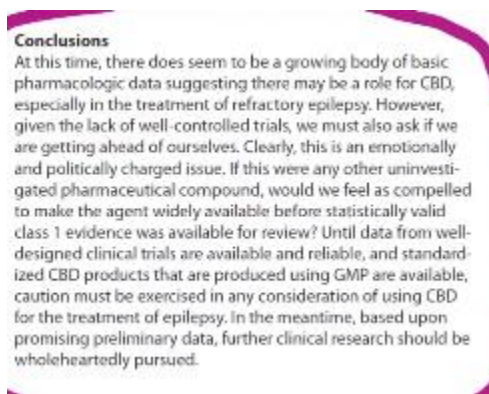 Conclusions
At this time, there does seem to be a growing body of basic
pharmacologic data suggesting there may be a role for CBD,
especially in the treatment of refractory epilepsy. However,
given the lack of well-controlled trials, we must also ask if we
are getting ahead of ourselves. Clearly, this is an emotionally
and politically charged issue. If this were any other uninvesti-
gated pharmaceutical compound, would we feel as compelled
to make the agent widely available before statistically valid
class 1 evidence was available for review? Until data from well-
designed clinical trials are available and reliable, and standard-
ized CBD products that are produced using GMP are available,
caution must be exercised in any consideration of using CBD
for the treatment of epilepsy. In the meantime, based upon
promising preliminary data, further clinical research should be
wholeheartedly pursued.